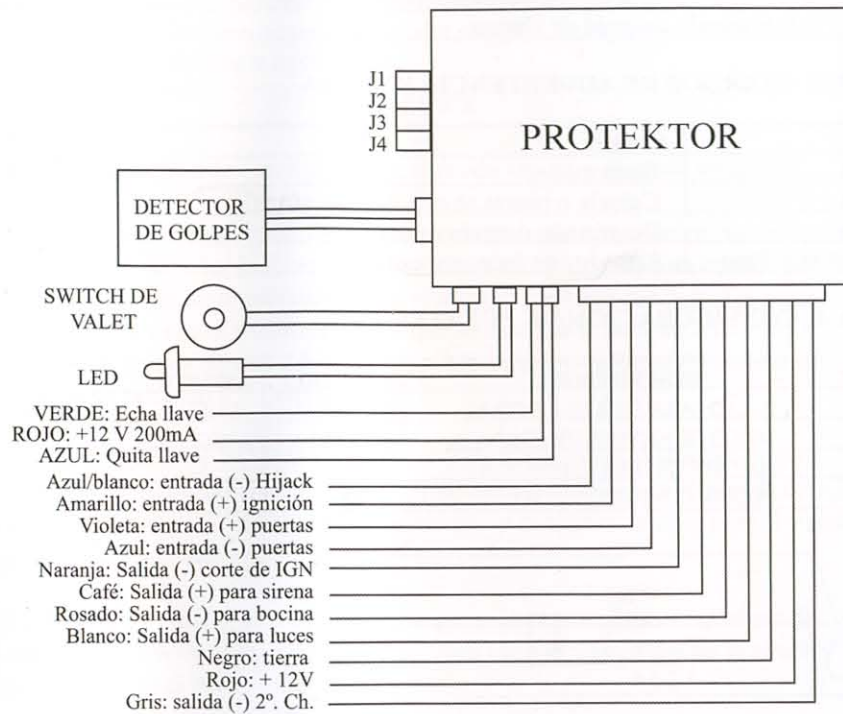 J1
J2
J3
J4
PROTEKTOR
DETECTOR
DE GOLPES
SWITCH DE
VALET
LED
VERDE: Echa llave
ROJO: +12 V 200mA
AZUL: Quita llave
Azul/blanco: entrada (-) Hijack
Amarillo: entrada (+) ignición
Violeta: entrada (+) puertas
Azul: entrada (-) puertas
Naranja: Salida (-) corte de IGN
Café: Salida (+) para sirena
Rosado: Salida (-) para bocina
Blanco: Salida (+) para luces
Negro: tierra
Rojo: + 12V
Gris: salida (-) 2º. Ch.